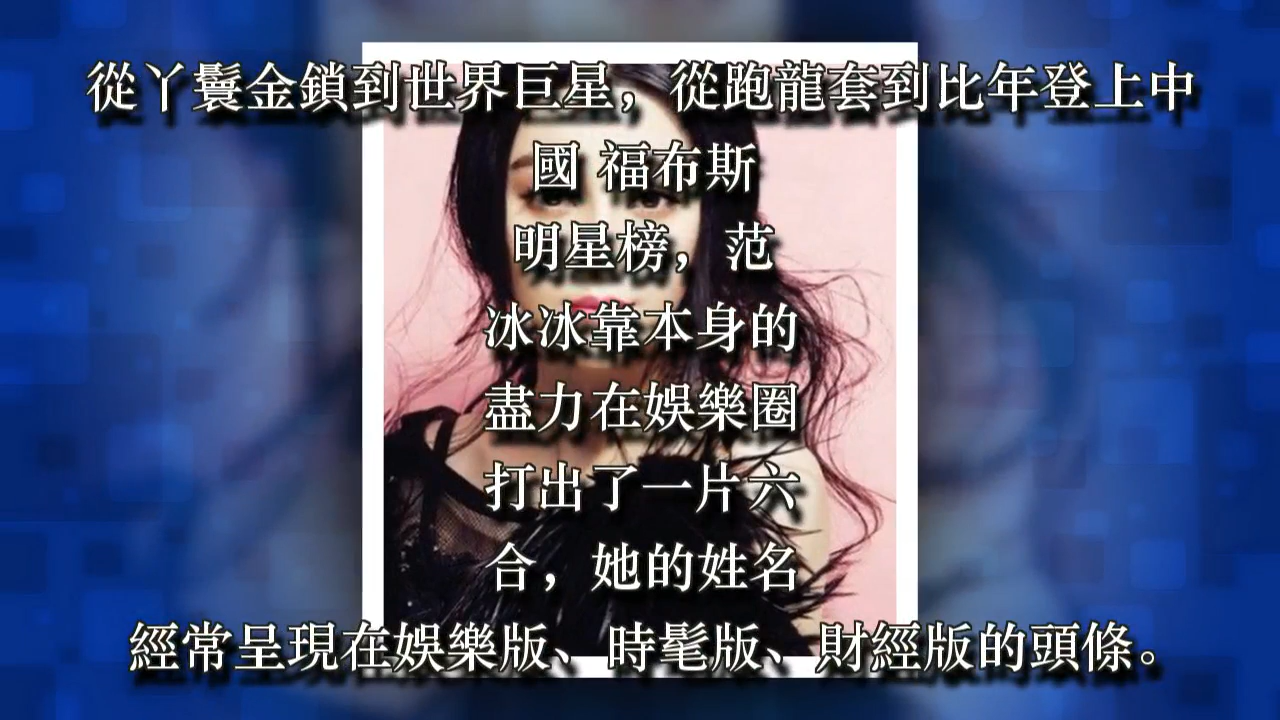 從丫鬟金鎖到世界巨星，從跑龍套到比年登上中
國 福布斯
明星榜，范
冰冰靠本身的
盡力在娛樂圈
打出了一片六
合，她的姓名
經常呈現在娛樂版、時髦版、財經版的頭條。